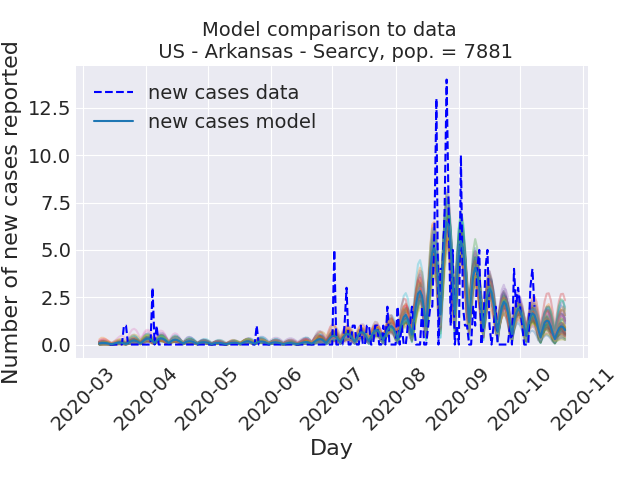 Model comparison to data
US - Arkansas - Searcy, pop. = 7881
new cases data
new cases model
Number of new cases reported
12.5
10.0
7.5
5.0
2.5
0.0
2020-03
2020-04
2020-05
2020-06
2020-07
2020-08
2020-09
2020-10
2020-11
Day